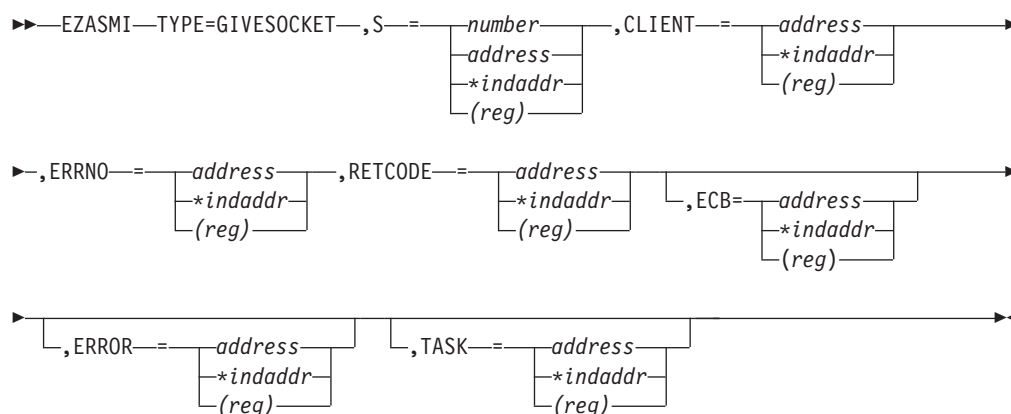 EZASMI TYPE=GIVESOCKET ,S = number ,CLIENT = address
address *indaddr
*indaddr (reg)
(reg)
,ERRNO = address ,RETCODE = address ,ECB= address
*indaddr *indaddr *indaddr
(reg) (reg) (reg)
,ERROR = address ,TASK = address
*indaddr *indaddr
(reg) (reg)